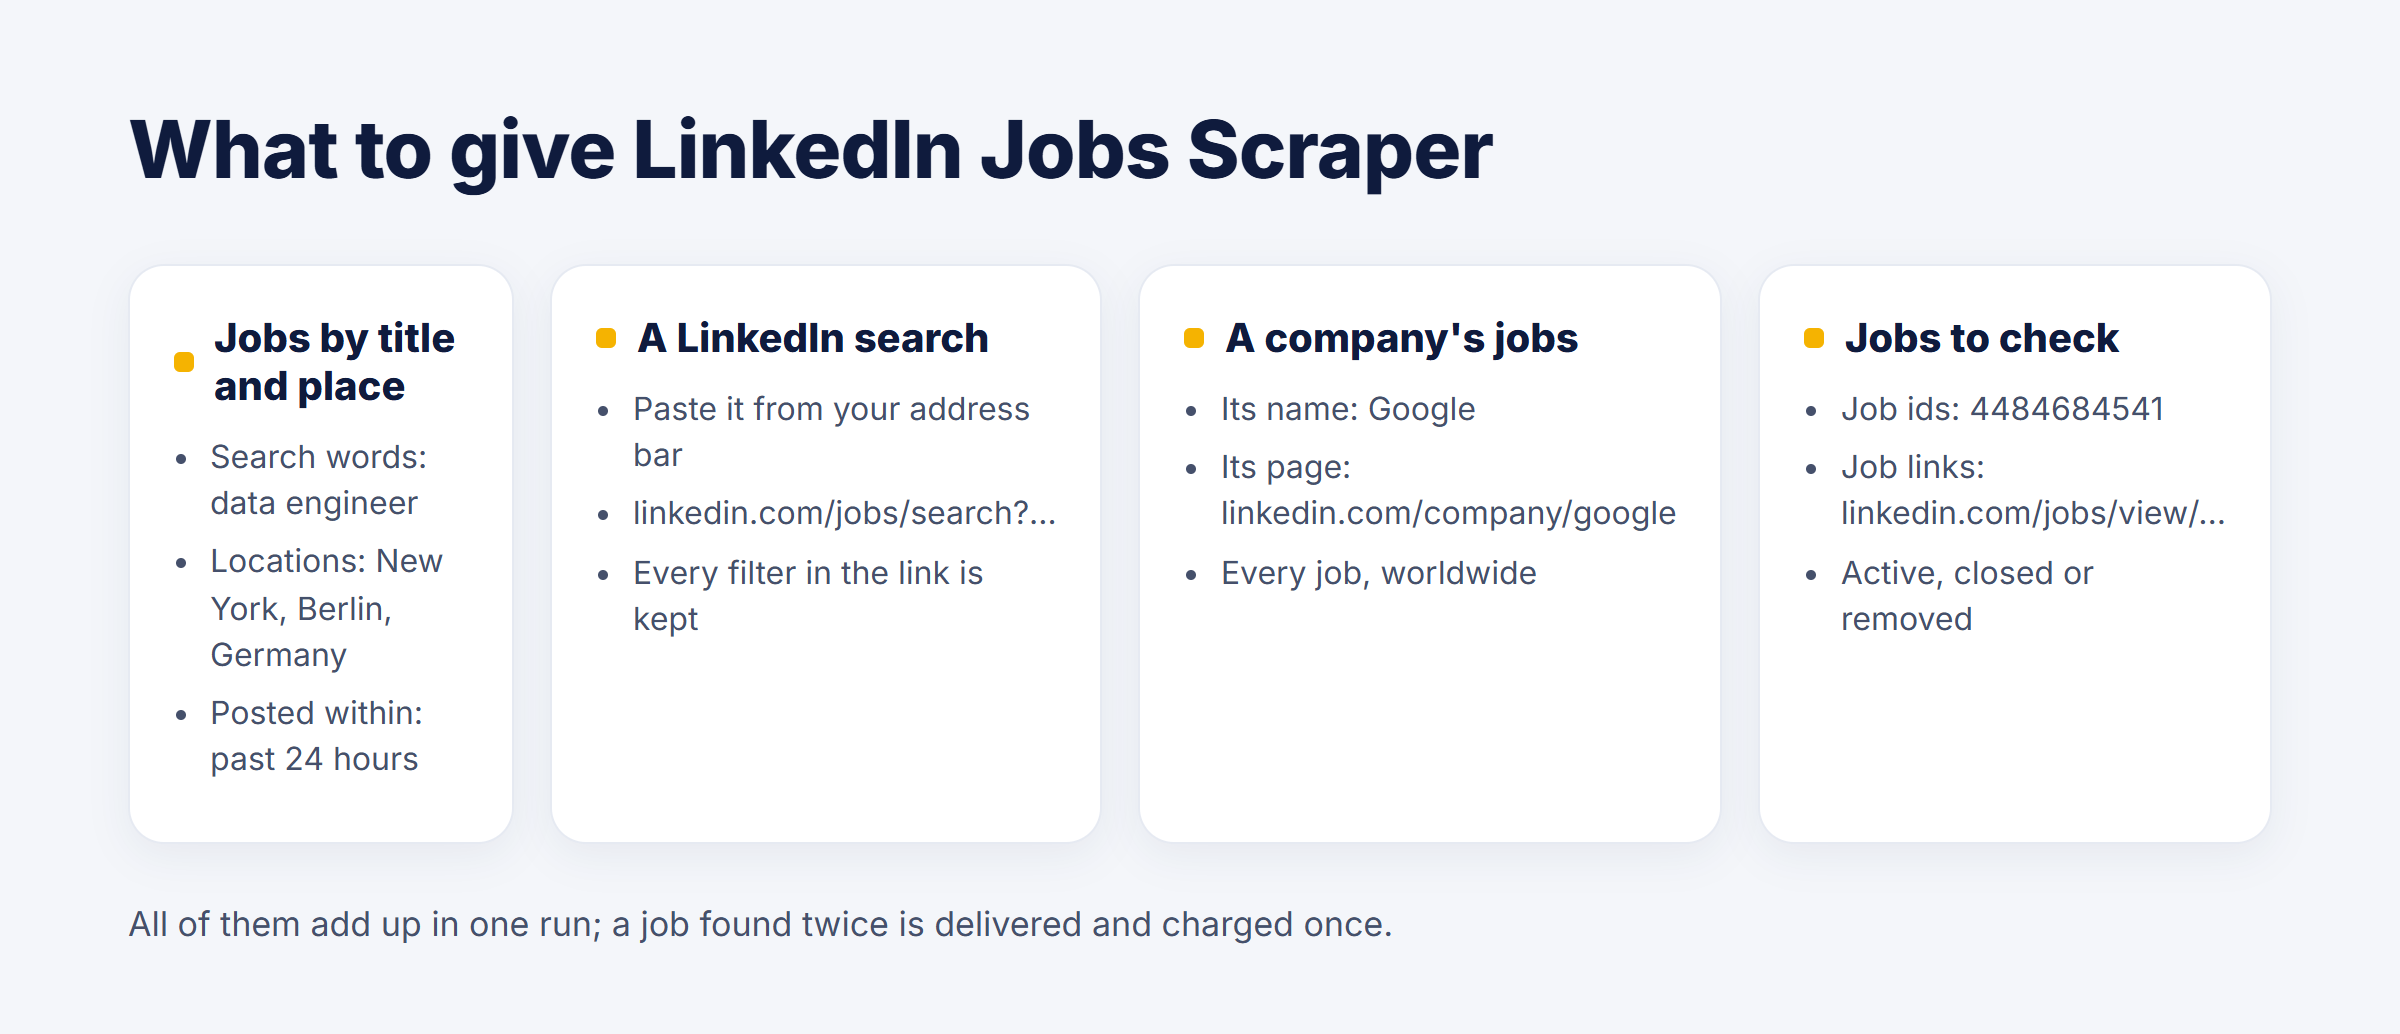 What to give LinkedIn Jobs Scraper
Jobs by title
and place
Search words:
data engineer
Locations: New
York, Berlin,
Germany
Posted within:
past 24 hours
A LinkedIn search
Paste it from your address
bar
linkedin.com/jobs/search?...
Every filter in the link is
kept
A company's jobs
Its name: Google
Its page:
linkedin.com/company/google
Every job, worldwide
Jobs to check
Job ids: 4484684541
Job links:
linkedin.com/jobs/view/...
Active, closed or
removed
All of them add up in one run; a job found twice is delivered and charged once.